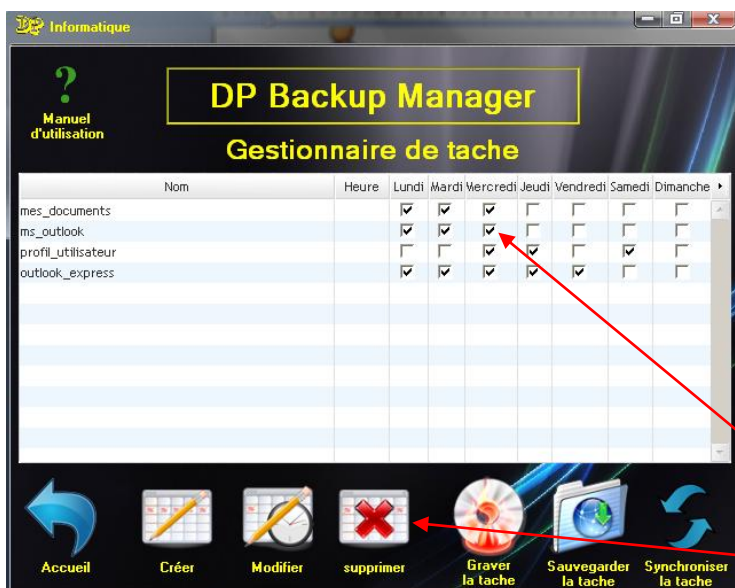 DP Informatique
?
Manuel
d'utilisation
DP Backup Manager
Gestionnaire de tache
Nom Heure Lundi Mardi Mercredi Jeudi Vendredi Samedi Dimanche
mes_documents
ms_outlook
profil_utilisateur
outlook_express
Accueil
Créer
Modifier
supprimer
Graver
la tache
Sauvegarder
la tache
Synchroniser
la tache